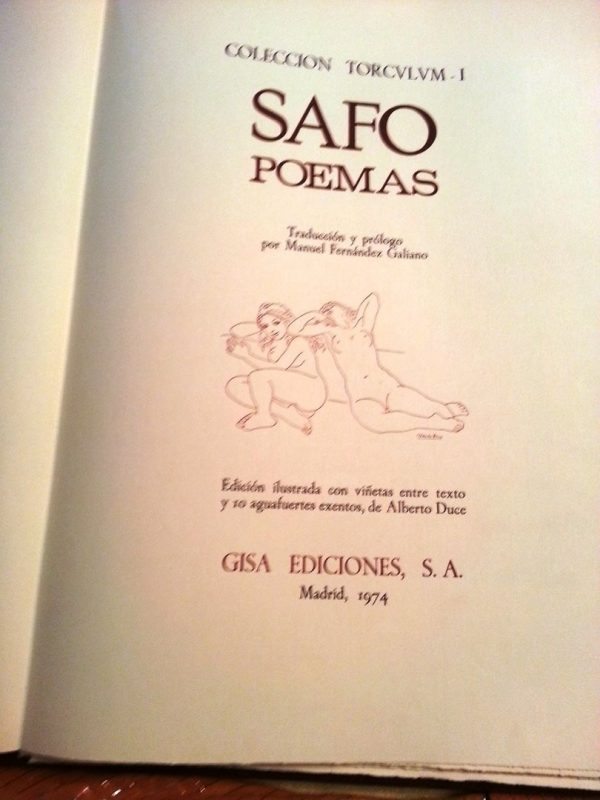 COLECCION TORCVLVM-I
SAFO
POEMAS
Traducción y prólogo
por Manuel Fernández Galiano
Edición ilustrada con viñetas entre texto
y 10 aguafuertes exentos, de Alberto Duce
GISA EDICIONES, S. A.
Madrid, 1974